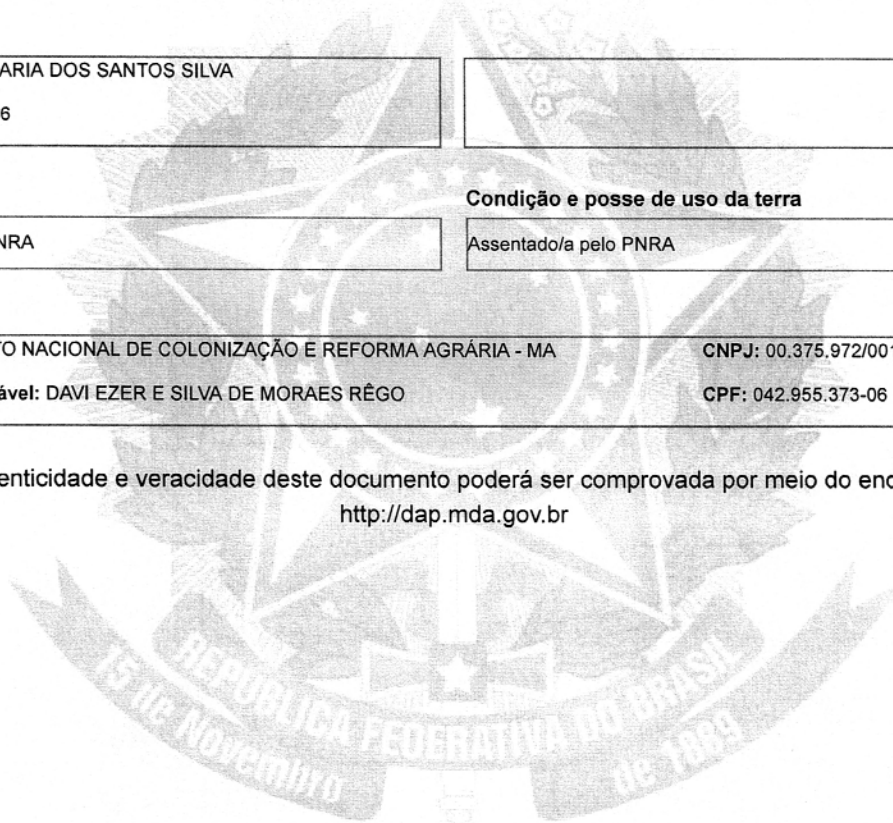 ARIA DOS SANTOS SILVA
6
Condição e posse de uso da terra
NRA
Assentado/a pelo PNRA
TO NACIONAL DE COLONIZAÇÃO E REFORMA AGRÁRIA - MA CNPJ: 00.375.972/001
ável: DAVI EZER E SILVA DE MORAES RÊGO CPF: 042.955.373-06
enticidade e veracidade deste documento poderá ser comprovada por meio do end
http://dap.mda.gov.br
REPÚBLICA FEDERATIVA DO BRASIL
15 de Novembro de 1889